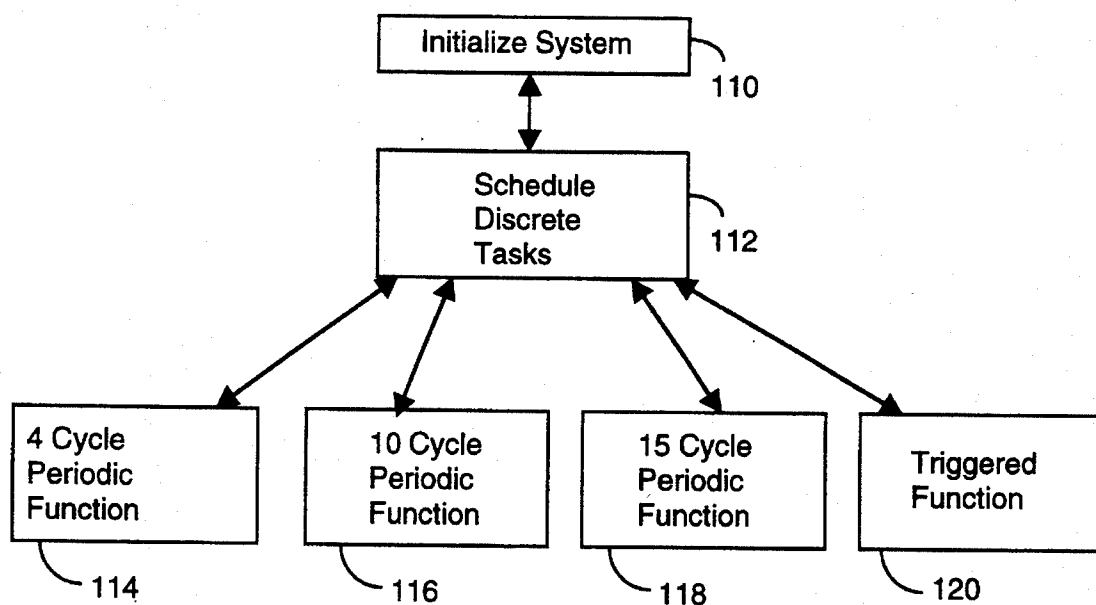 Initialize System
110
Schedule
Discrete
Tasks
112
4 Cycle
Periodic
Function
114
10 Cycle
Periodic
Function
116
15 Cycle
Periodic
Function
118
Triggered
Function
120